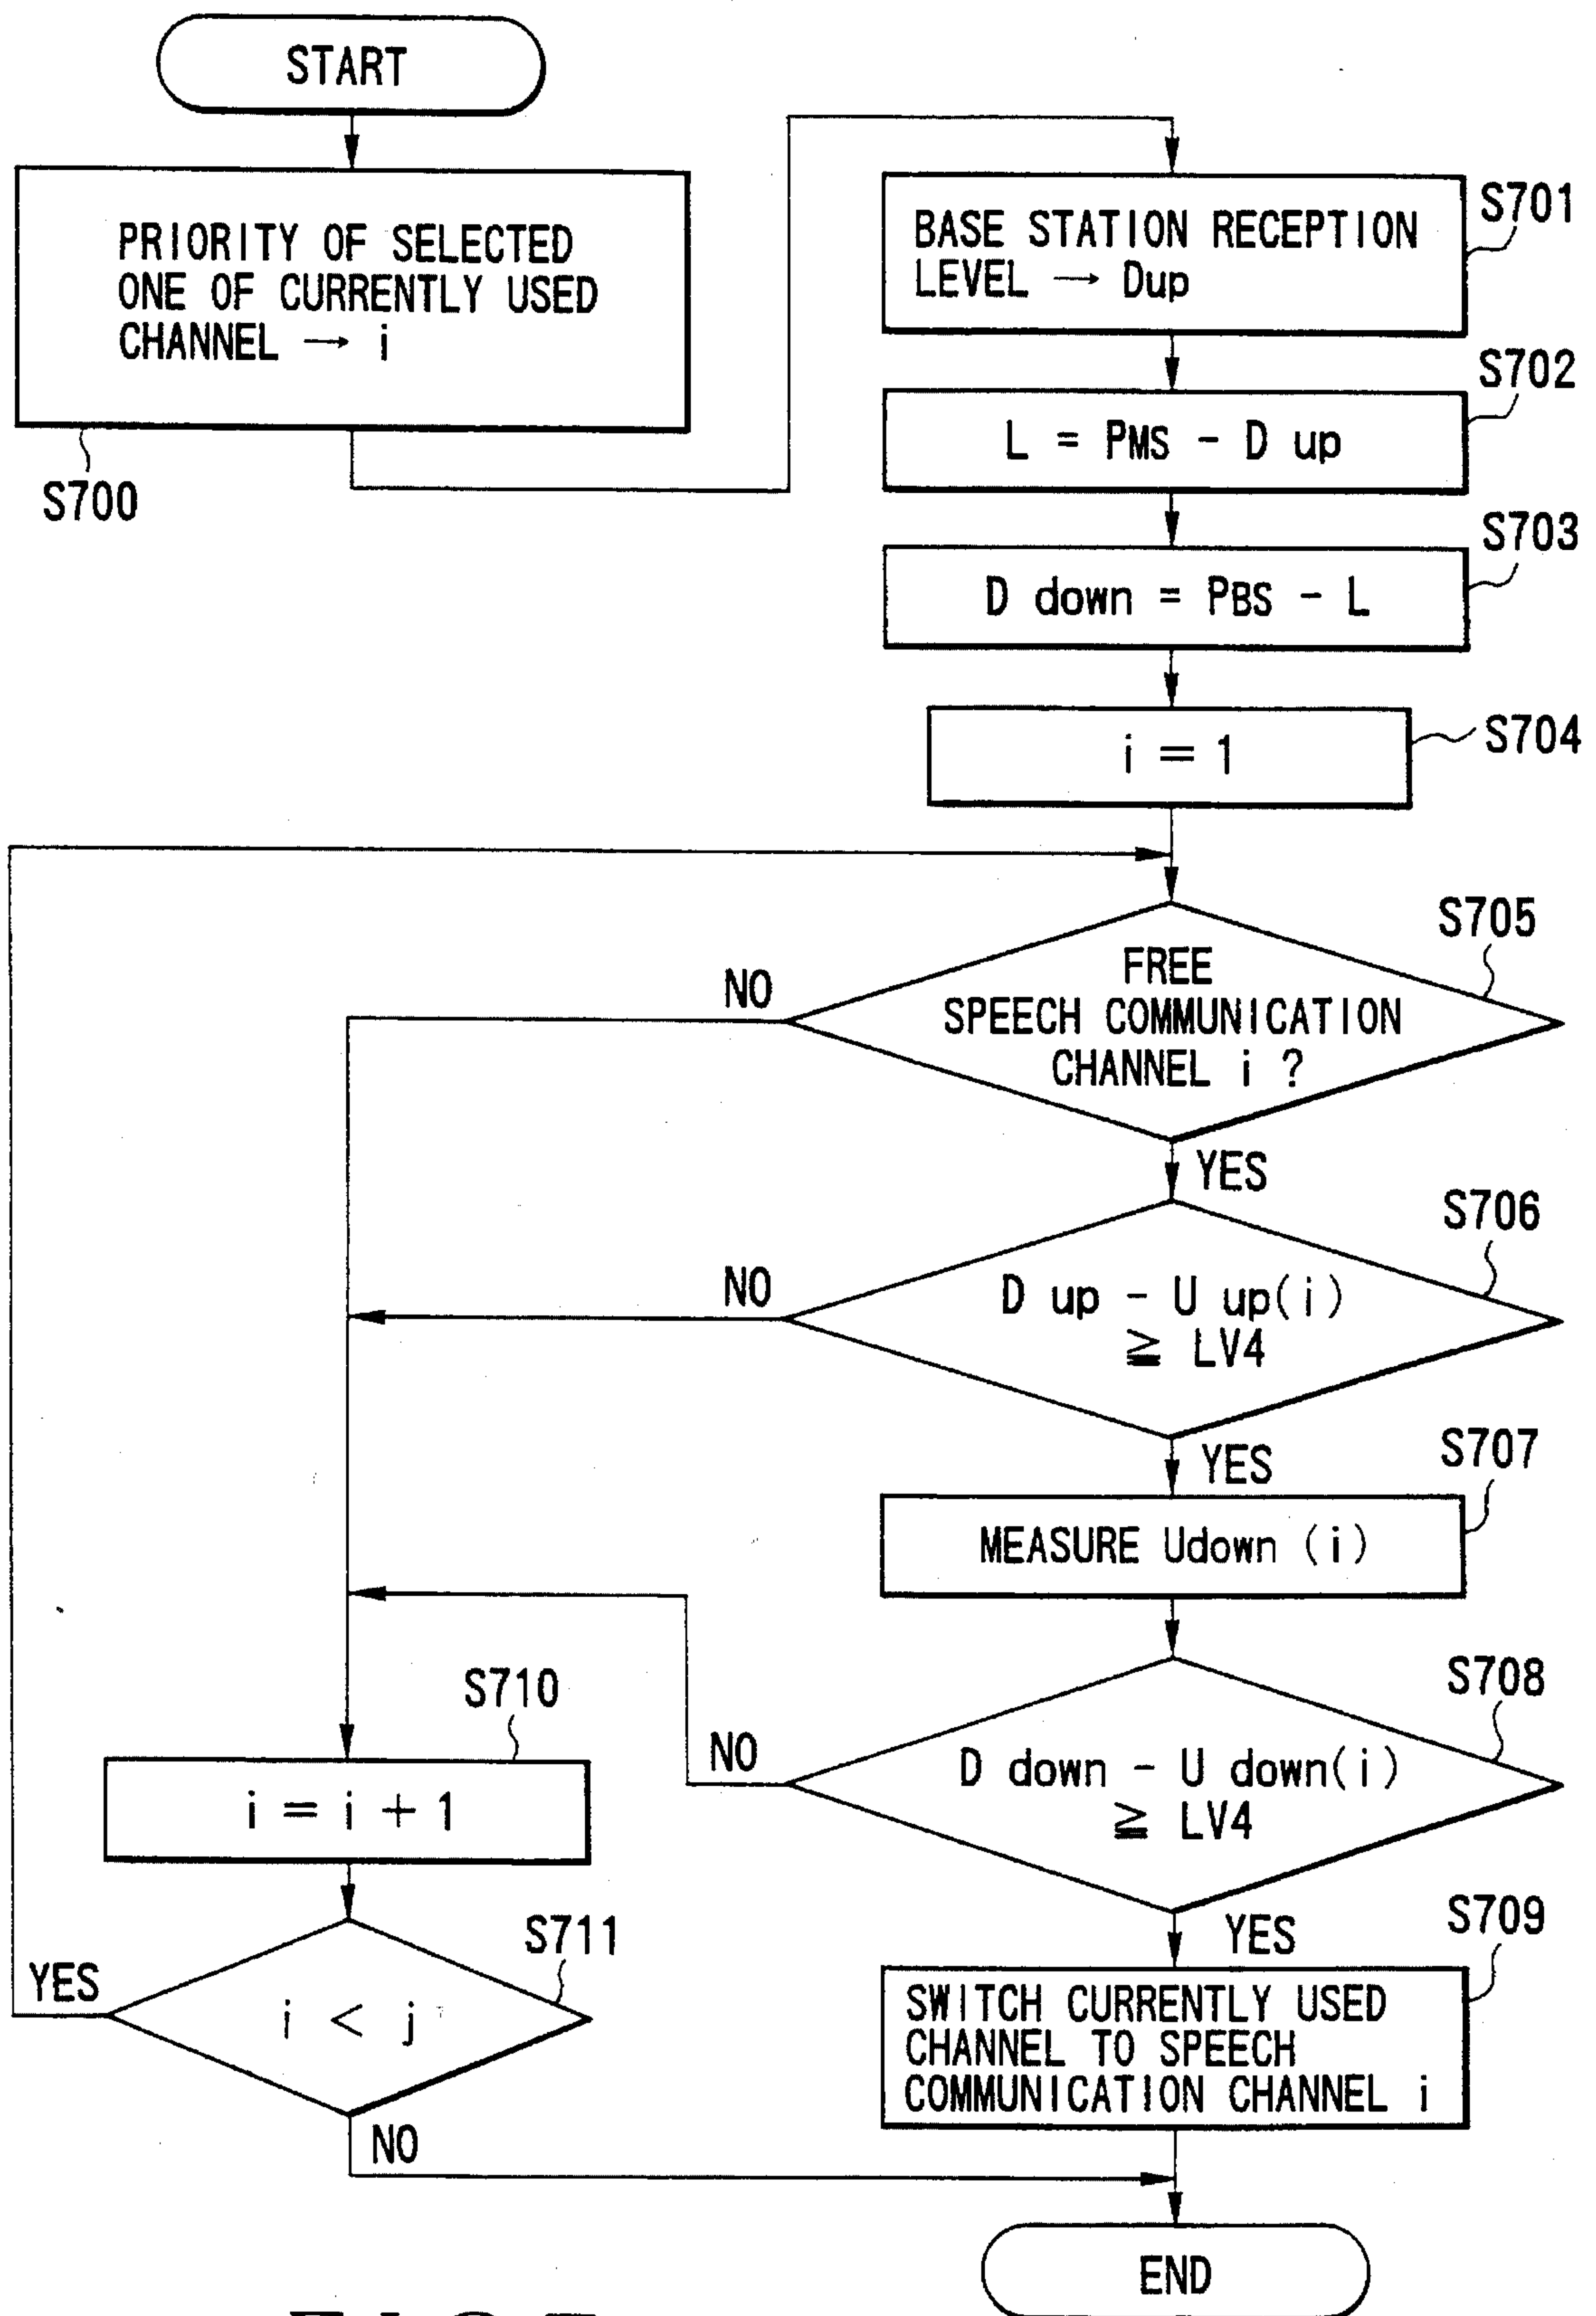 START
PRIORITY OF SELECTED
ONE OF CURRENTLY USED
CHANNEL → i
S700
BASE STATION RECEPTION
LEVEL → Dup
S701
L = PMS - D up
S702
D down = PBS - L
S703
i = 1
S704
FREE
SPEECH COMMUNICATION
CHANNEL i ?
S705
NO
YES
D up - U up(i)
≧ LV4
S706
NO
YES
MEASURE Udown (i)
S707
D down - U down(i)
≧ LV4
S708
NO
YES
SWITCH CURRENTLY USED
CHANNEL TO SPEECH
COMMUNICATION CHANNEL i
S709
i = i + 1
S710
i < j
S711
YES
NO
END